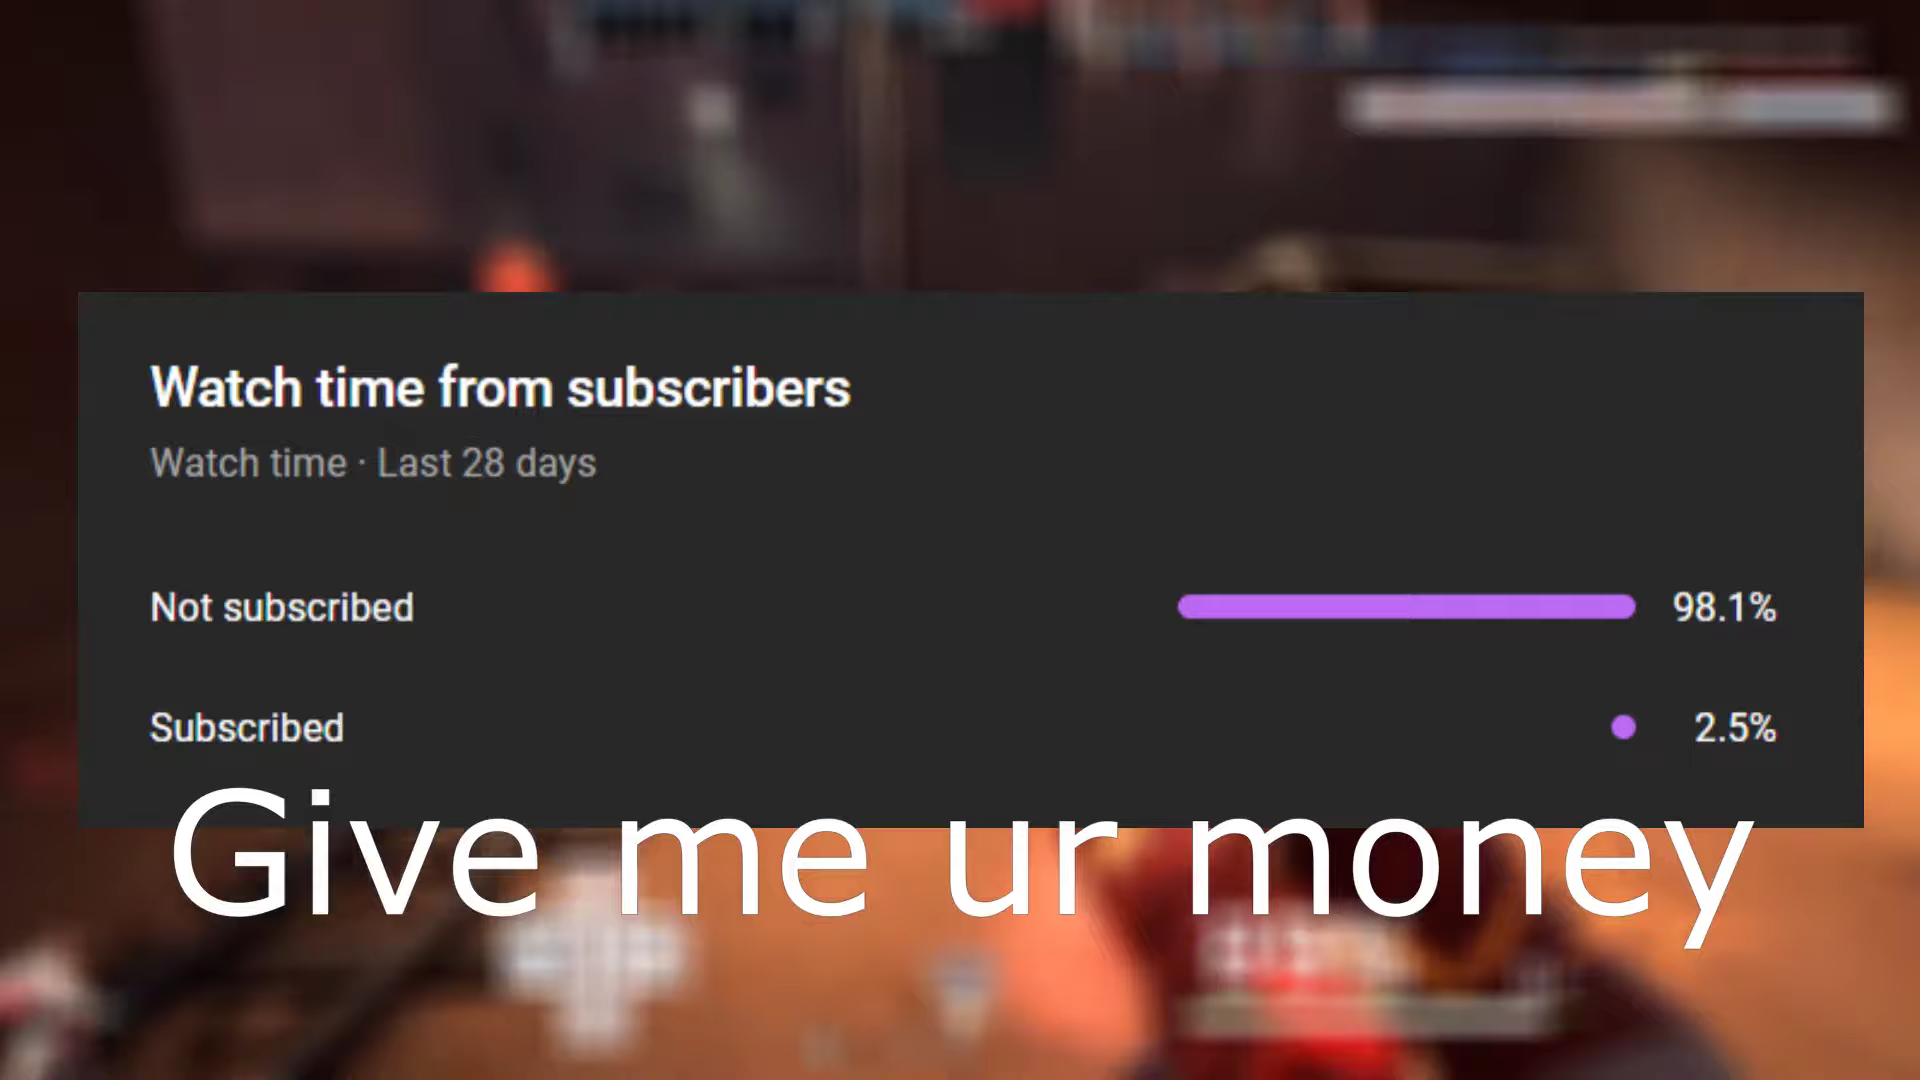 Watch time from subscribers
Watch time · Last 28 days
Not subscribed 98.1%
Subscribed 2.5%
Give me ur money